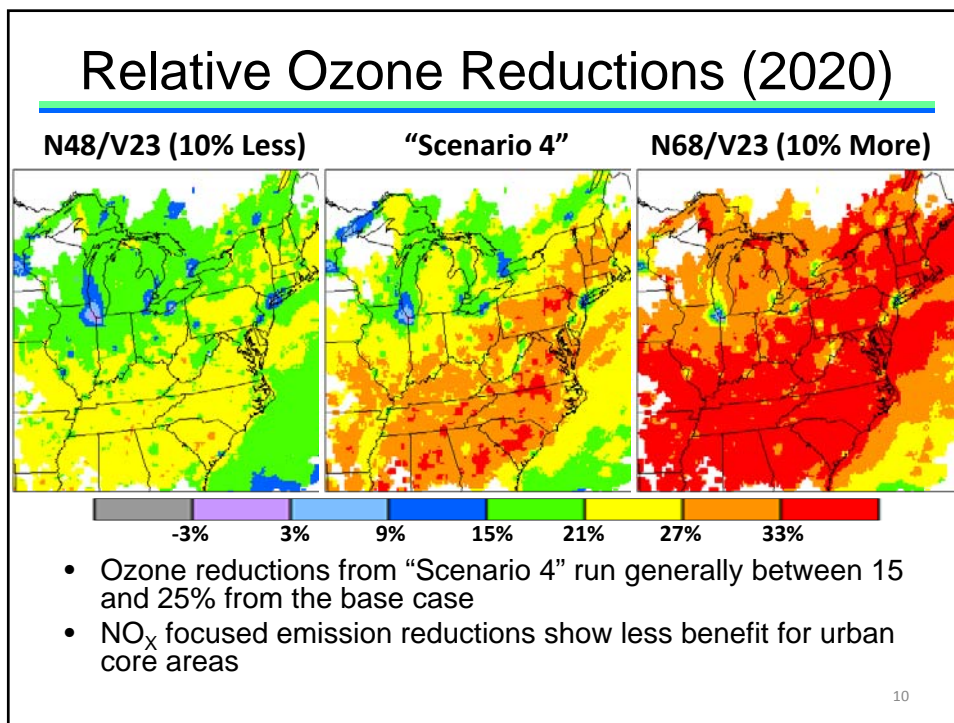 Relative Ozone Reductions (2020)
N48/V23 (10% Less)
“Scenario 4”
N68/V23 (10% More)
-3% 3% 9% 15% 21% 27% 33%
• Ozone reductions from “Scenario 4” run generally between 15
and 25% from the base case
• NOX focused emission reductions show less benefit for urban
core areas
10